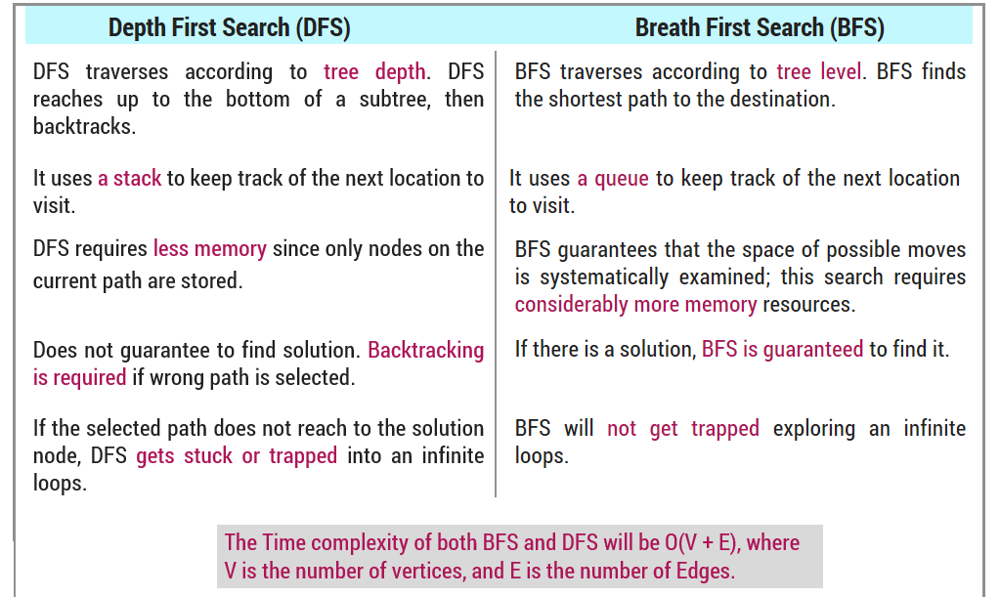 Depth First Search (DFS)
Breath First Search (BFS)
DFS traverses according to tree depth. DFS
reaches up to the bottom of a subtree, then
backtracks.
BFS traverses according to tree level. BFS finds
the shortest path to the destination.
It uses a stack to keep track of the next location to
visit.
It uses a queue to keep track of the next location
to visit.
DFS requires less memory since only nodes on the
current path are stored.
BFS guarantees that the space of possible moves
is systematically examined; this search requires
considerably more memory resources.
Does not guarantee to find solution. Backtracking
is required if wrong path is selected.
If there is a solution, BFS is guaranteed to find it.
If the selected path does not reach to the solution
node, DFS gets stuck or trapped into an infinite
loops.
BFS will not get trapped exploring an infinite
loops.
The Time complexity of both BFS and DFS will be O(V + E), where
V is the number of vertices, and E is the number of Edges.